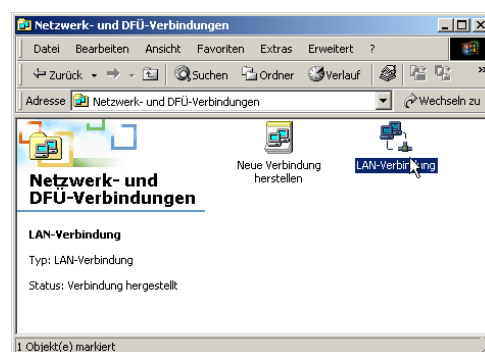 Netzwerk- und DFÜ-Verbindungen
Datei Bearbeiten Ansicht Favoriten Extras Erweitert ?
Zurück Suchen Ordner Verlauf »
Adresse Netzwerk- und DFÜ-Verbindungen Wechseln zu
Netzwerk- und
DFÜ-Verbindungen
LAN-Verbindung
Typ: LAN-Verbindung
Status: Verbindung hergestellt
Neue Verbindung
herstellen
LAN-Verbindung
1 Objekt(e) markiert